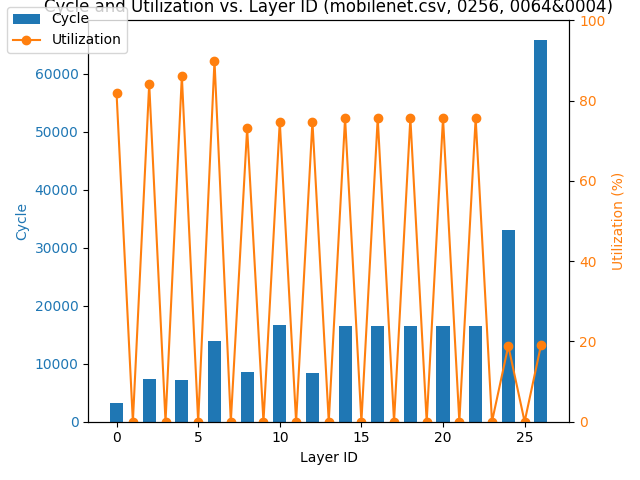 Cycle and Utilization vs. Layer ID (mobilenet.csv, 0256, 0064&0004)
Cycle
Utilization
100
80
60
40
20
0
60000
50000
40000
30000
20000
10000
0
Cycle
Utilization (%)
0 5 10 15 20 25
Layer ID